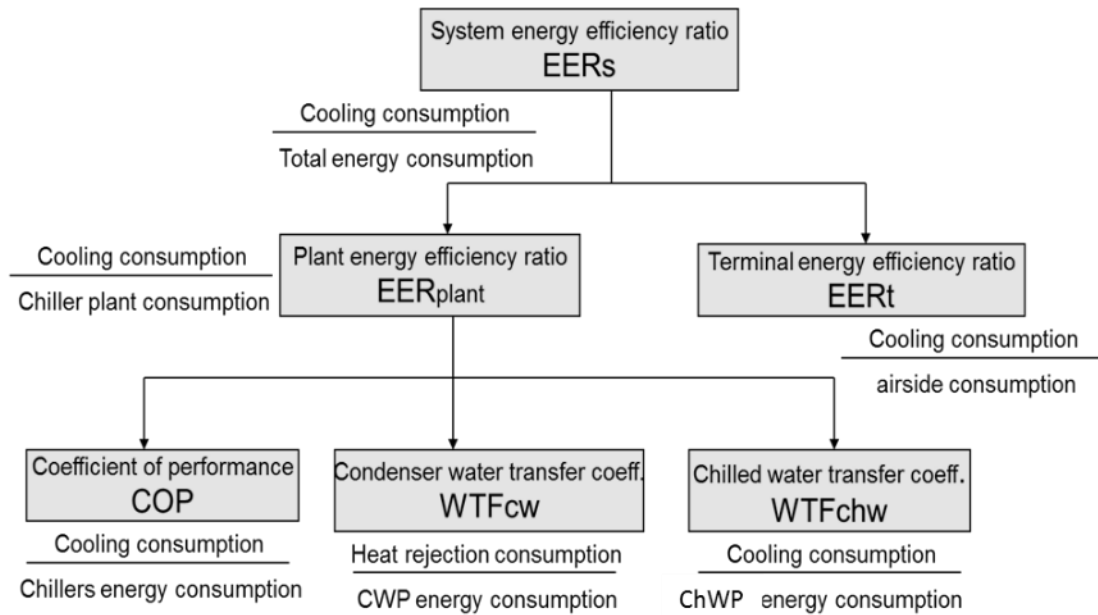 System energy efficiency ratio
EERs
Cooling consumption
Total energy consumption
Plant energy efficiency ratio
EERplant
Cooling consumption
Chiller plant consumption
Terminal energy efficiency ratio
EERt
Cooling consumption
airside consumption
Coefficient of performance
COP
Cooling consumption
Chillers energy consumption
Condenser water transfer coeff.
WTFcw
Heat rejection consumption
CWP energy consumption
Chilled water transfer coeff.
WTFchw
Cooling consumption
ChWP energy consumption